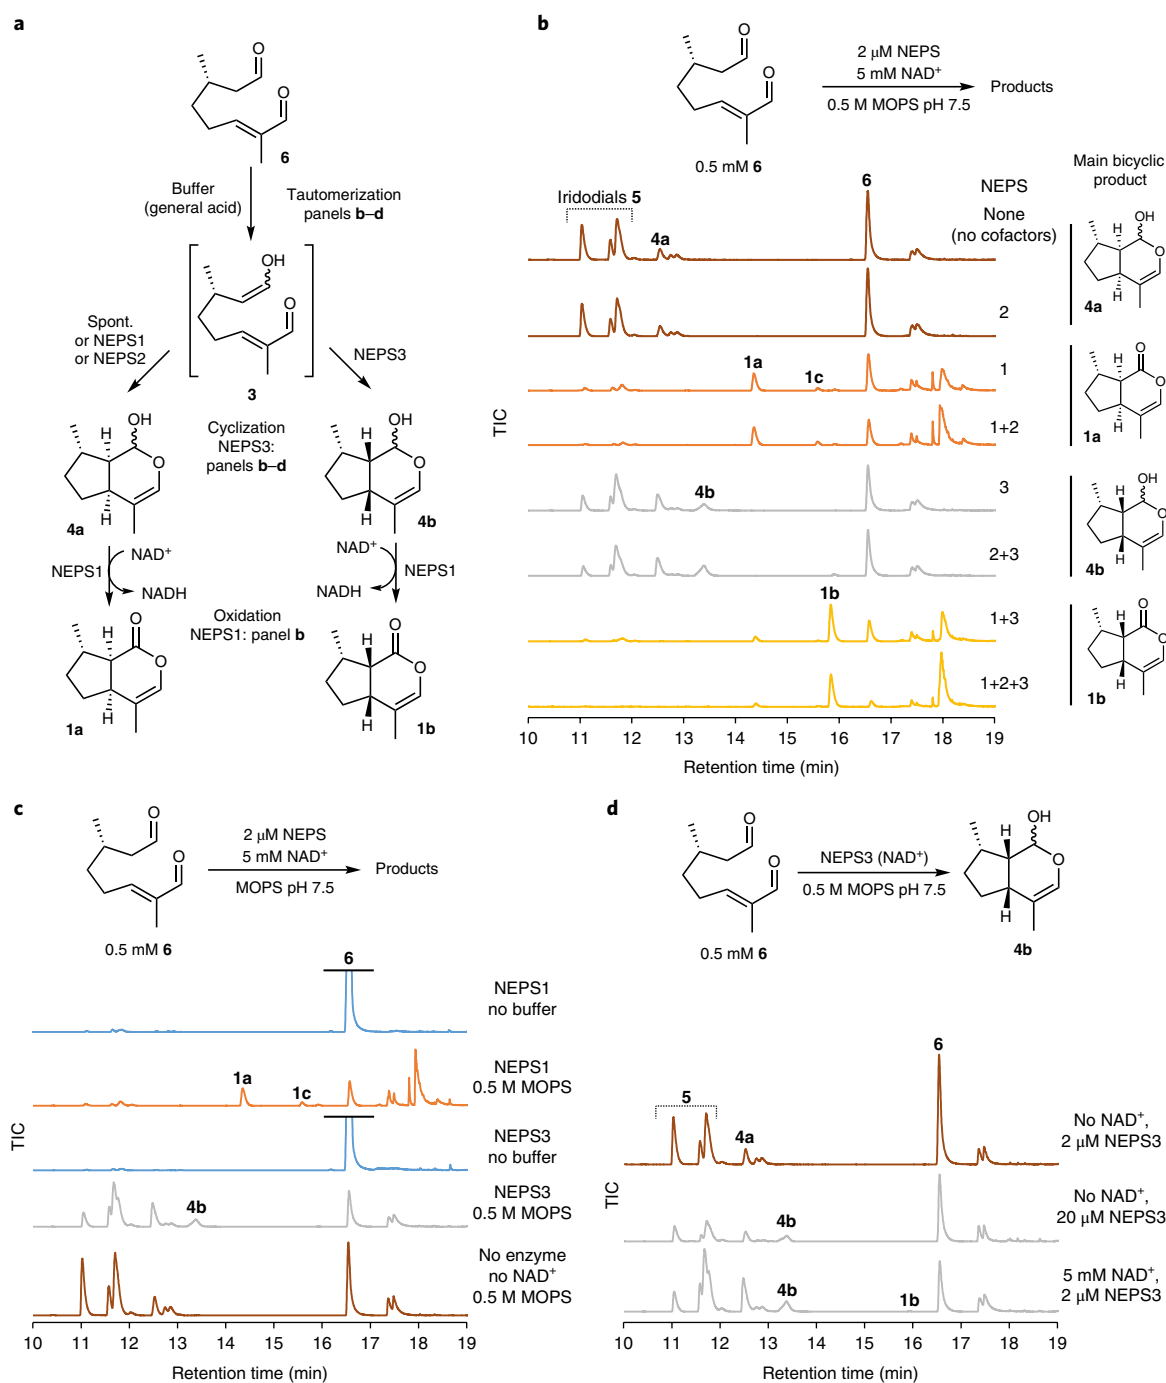 a
O
O
6
Buffer
(general acid)
Tautomerization
panels b–d
OH
O
3
Spont.
or NEPS1
or NEPS2
NEPS3
H
OH
O
H
4a
Cyclization
NEPS3:
panels b–d
H
OH
O
H
4b
NEPS1
NAD+
NADH
NAD+
NADH
NEPS1
Oxidation
NEPS1: panel b
H
O
O
H
1a
H
O
O
H
1b
b
O
O
0.5 mM 6
2 μM NEPS
5 mM NAD+
0.5 M MOPS pH 7.5
Products
Main bicyclic
product
NEPS
None
(no cofactors)
Iridodials 5
4a
6
2
1a
1c
1
1+2
4b
3
2+3
1b
1+3
1+2+3
TIC
10 11 12 13 14 15 16 17 18 19
Retention time (min)
OH
H
O
H
4a
O
H
O
H
1a
OH
H
O
H
4b
O
H
O
H
1b
c
O
O
0.5 mM 6
2 μM NEPS
5 mM NAD+
MOPS pH 7.5
Products
6
NEPS1
no buffer
1a
1c
NEPS1
0.5 M MOPS
NEPS3
no buffer
4b
NEPS3
0.5 M MOPS
No enzyme
no NAD+
0.5 M MOPS
TIC
10 11 12 13 14 15 16 17 18 19
Retention time (min)
d
O
O
0.5 mM 6
NEPS3 (NAD+)
0.5 M MOPS pH 7.5
OH
H
O
H
4b
5
4a
6
No NAD+,
2 μM NEPS3
4b
No NAD+,
20 μM NEPS3
4b
1b
5 mM NAD+,
2 μM NEPS3
TIC
10 11 12 13 14 15 16 17 18 19
Retention time (min)